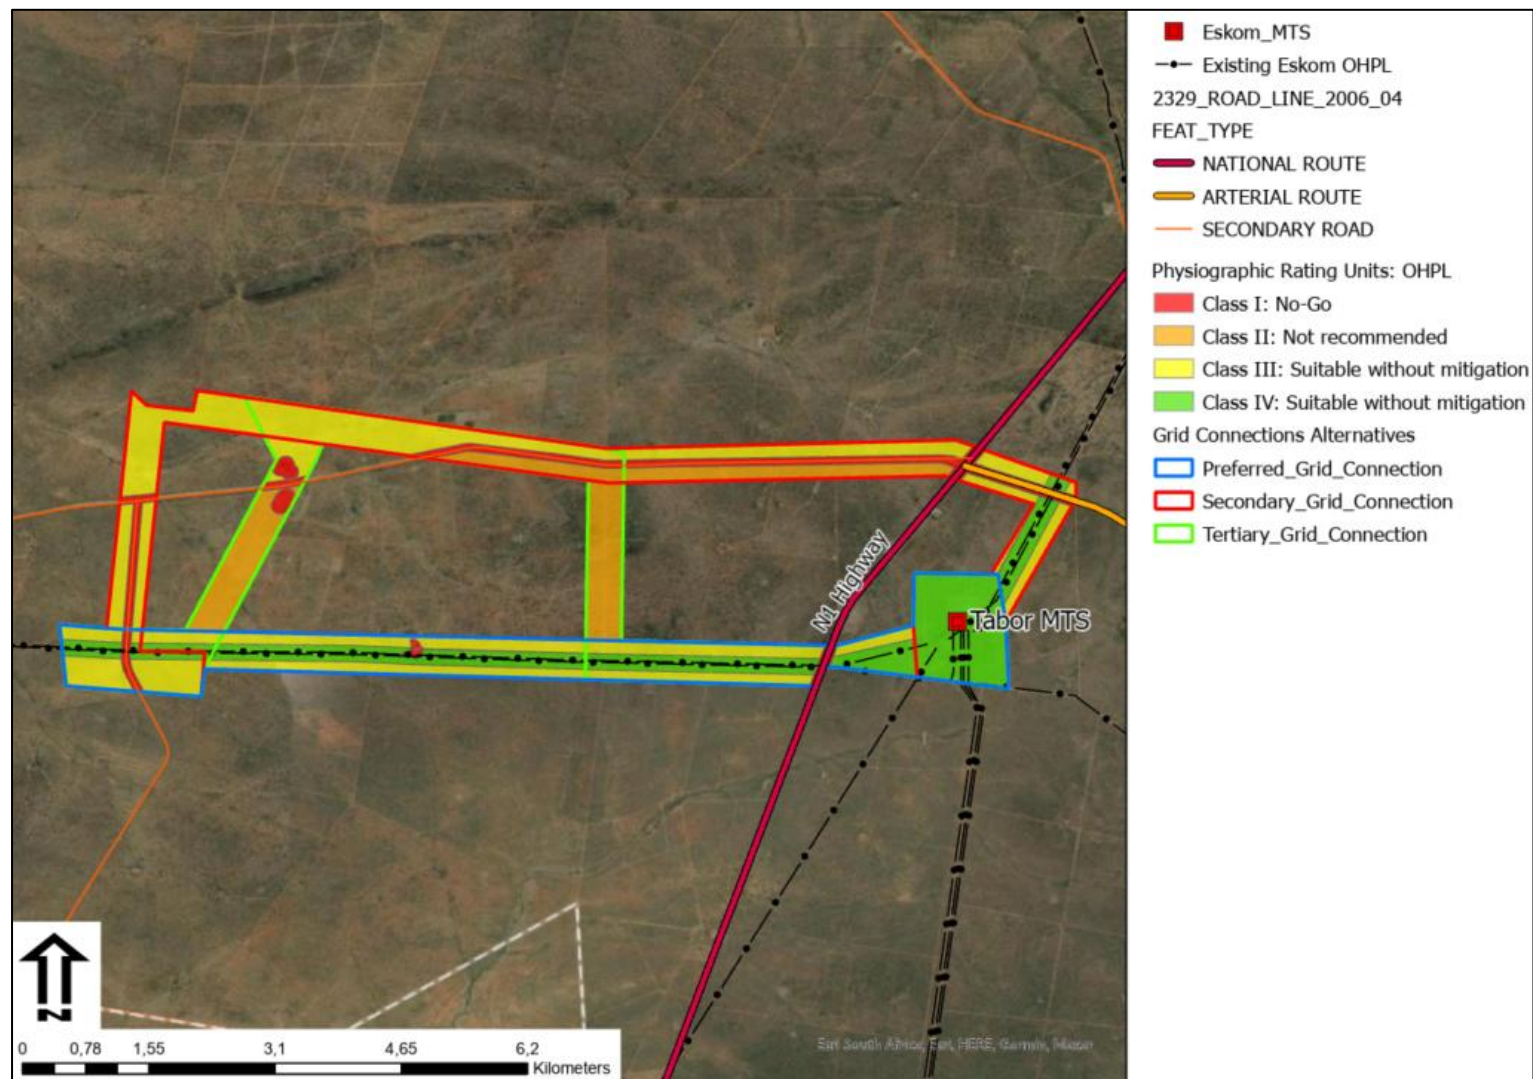 Eskom_MTS
Existing Eskom OHPL
2329_ROAD_LINE_2006_04
FEAT_TYPE
NATIONAL ROUTE
ARTERIAL ROUTE
SECONDARY ROAD
Physiographic Rating Units: OHPL
Class I: No-Go
Class II: Not recommended
Class III: Suitable without mitigation
Class IV: Suitable without mitigation
Grid Connections Alternatives
Preferred_Grid_Connection
Secondary_Grid_Connection
Tertiary_Grid_Connection
N1 Highway
Tabor MTS
N
0 0,78 1,55 3,1 4,65 6,2
Kilometers
Esri South Africa, Esri, HERE, Garmin,